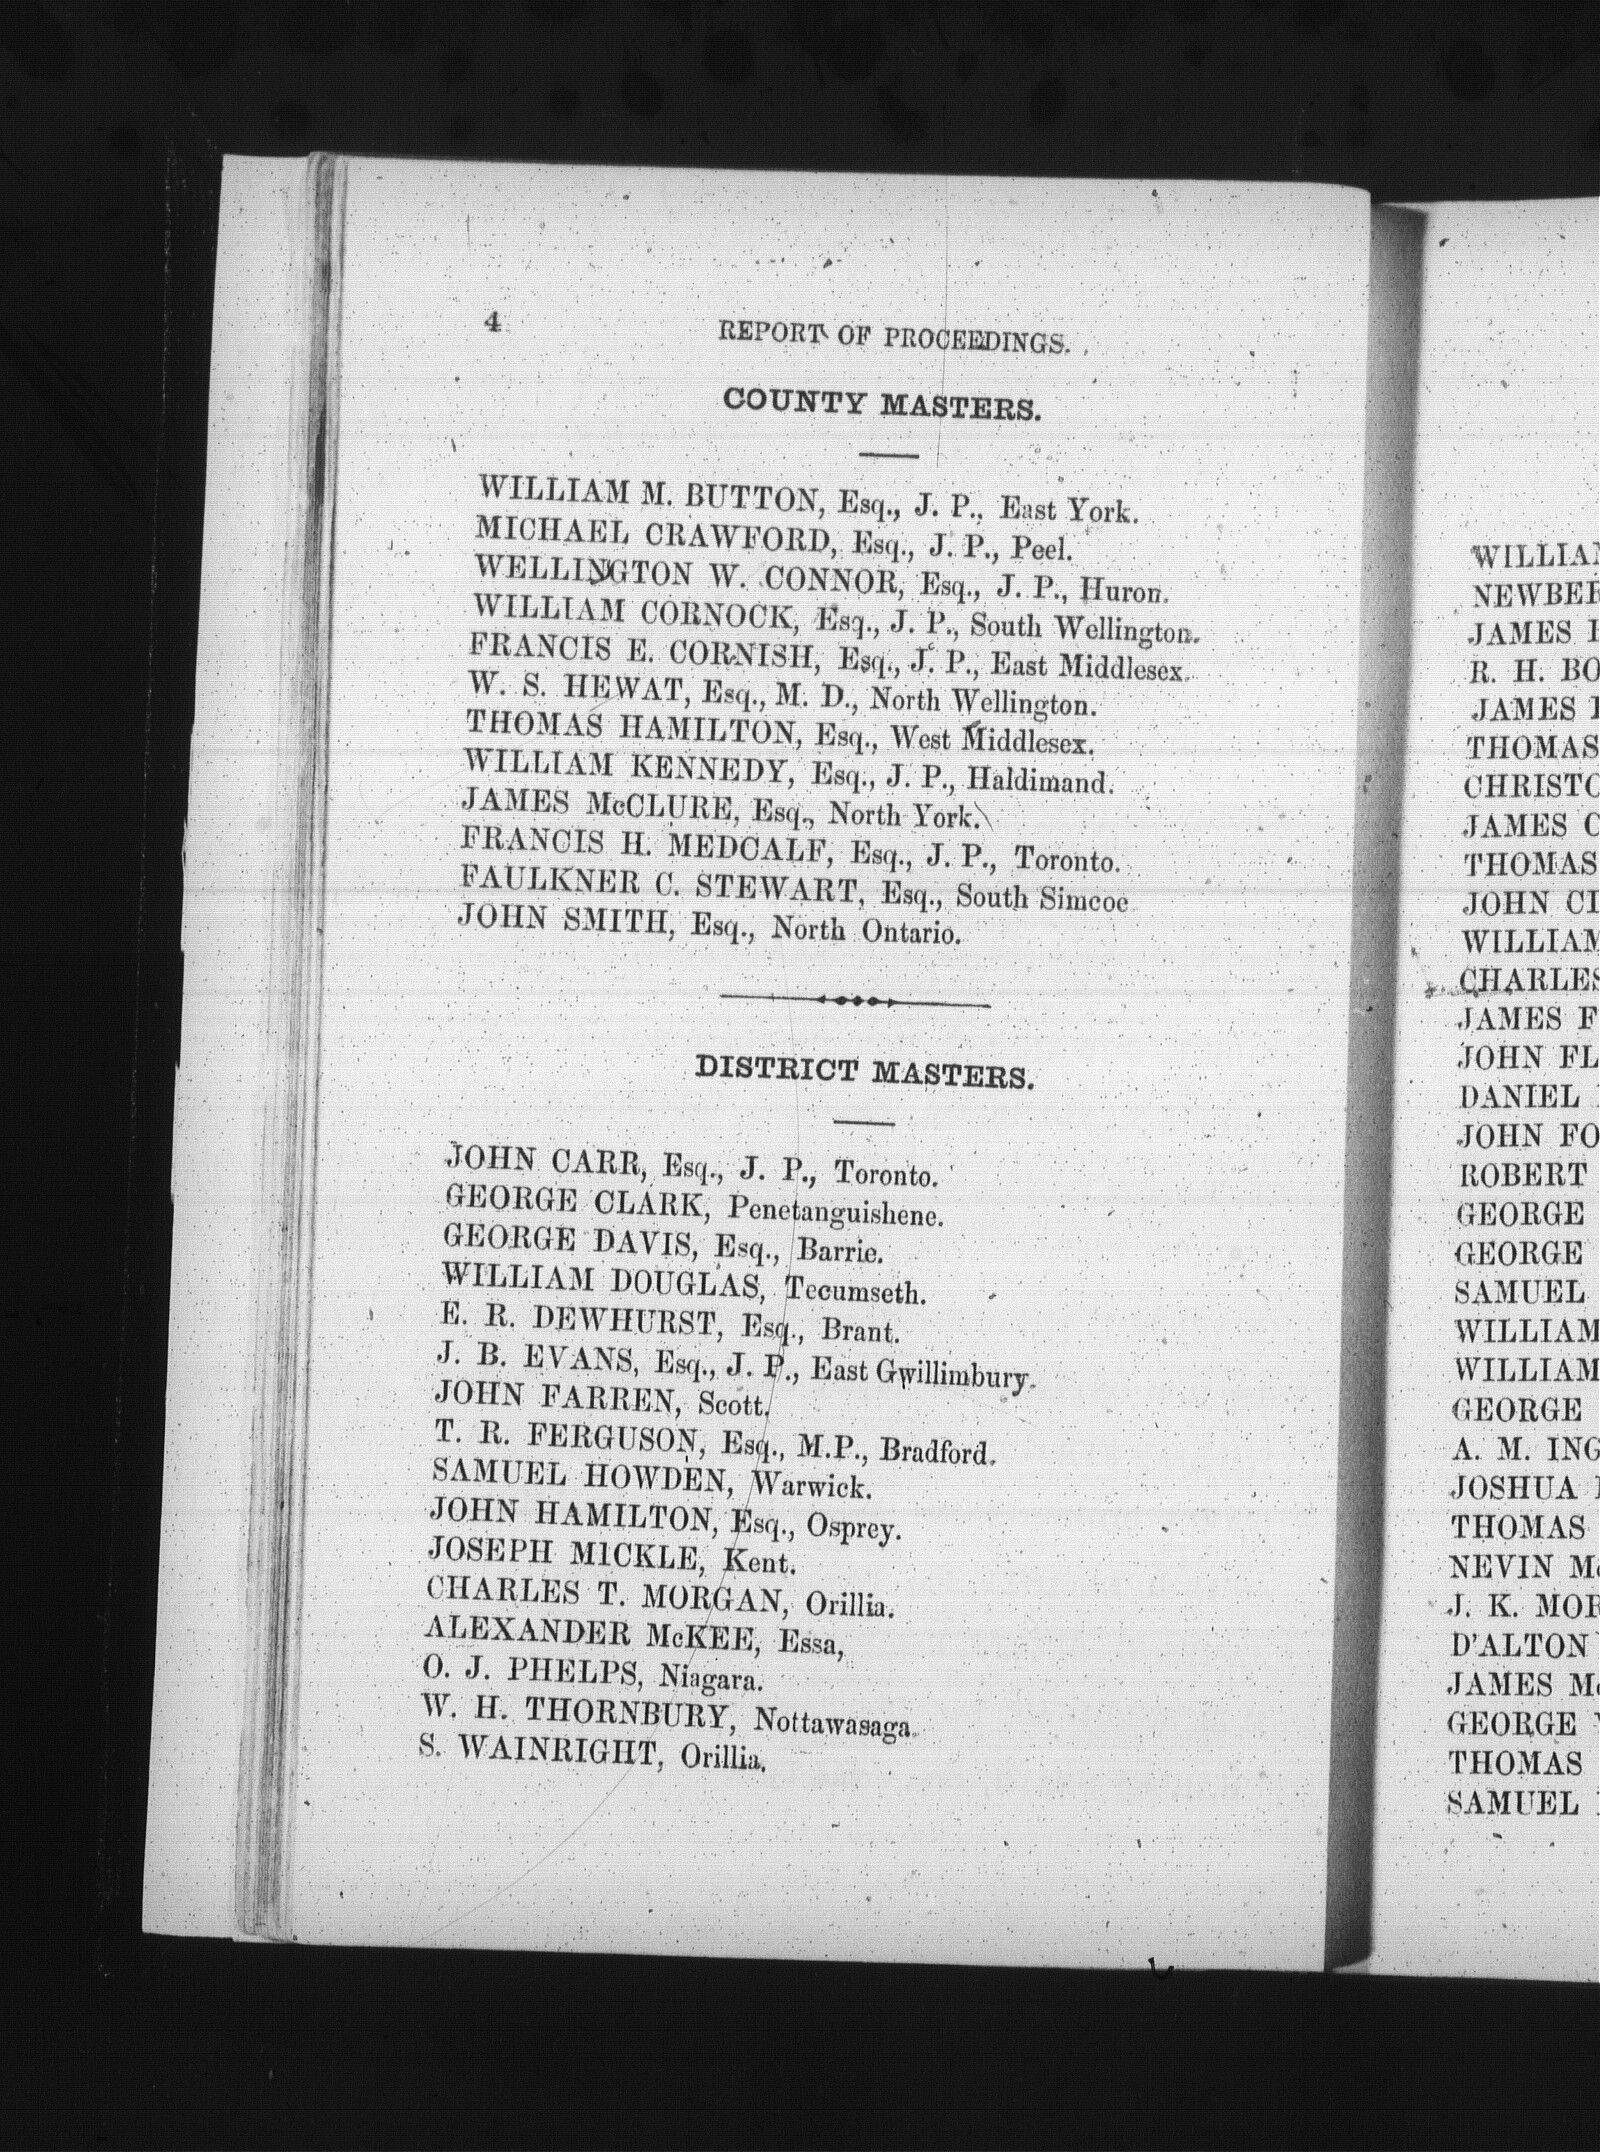 4
REPORT OF PROCEEDINGS.
COUNTY MASTERS.
WILLIAM M. BUTTON, Esq., J. P., East York.
MICHAEL CRAWFORD, Esq., J. P., Peel.
WELLINGTON W. CONNOR, Esq., J. P., Huron.
WILLIAM CORNOCK, Esq., J. P., South Wellington.
FRANCIS E. CORNISH, Esq., J. P., East Middlesex.
W. S. HEWAT, Esq., M. D., North Wellington.
THOMAS HAMILTON, Esq., West Middlesex.
WILLIAM KENNEDY, Esq., J. P., Haldimand.
JAMES McCLURE, Esq., North York.
FRANCIS H. MEDCALF, Esq., J. P., Toronto.
FAULKNER C. STEWART, Esq., South Simcoe
JOHN SMITH, Esq., North Ontario.
DISTRICT MASTERS.
JOHN CARR, Esq., J. P., Toronto.
GEORGE CLARK, Penetanguishene.
GEORGE DAVIS, Esq., Barrie.
WILLIAM DOUGLAS, Tecumseth.
E. R. DEWHURST, Esq., Brant.
J. B. EVANS, Esq., J. P., East Gwillimbury.
JOHN FARREN, Scott.
T. R. FERGUSON, Esq., M.P., Bradford.
SAMUEL HOWDEN, Warwick.
JOHN HAMILTON, Esq., Osprey.
JOSEPH MICKLE, Kent.
CHARLES T. MORGAN, Orillia.
ALEXANDER McKEE, Essa,
O. J. PHELPS, Niagara.
W. H. THORNBURY, Nottawasaga.
S. WAINRIGHT, Orillia.
JAMES
R. H.
JAMES
THOMAS
JAMES
THOMAS
JOHN
WILLIAM
CHARLES
JAMES
JOHN
DANIEL
JOHN
ROBERT
GEORGE
GEORGE
SAMUEL
WILLIAM
WILLIAM
GEORGE
A. M.
JOSHUA
THOMAS
NEVIN
J. K.
D'ALTON
JAMES
GEORGE
THOMAS
SAMUEL